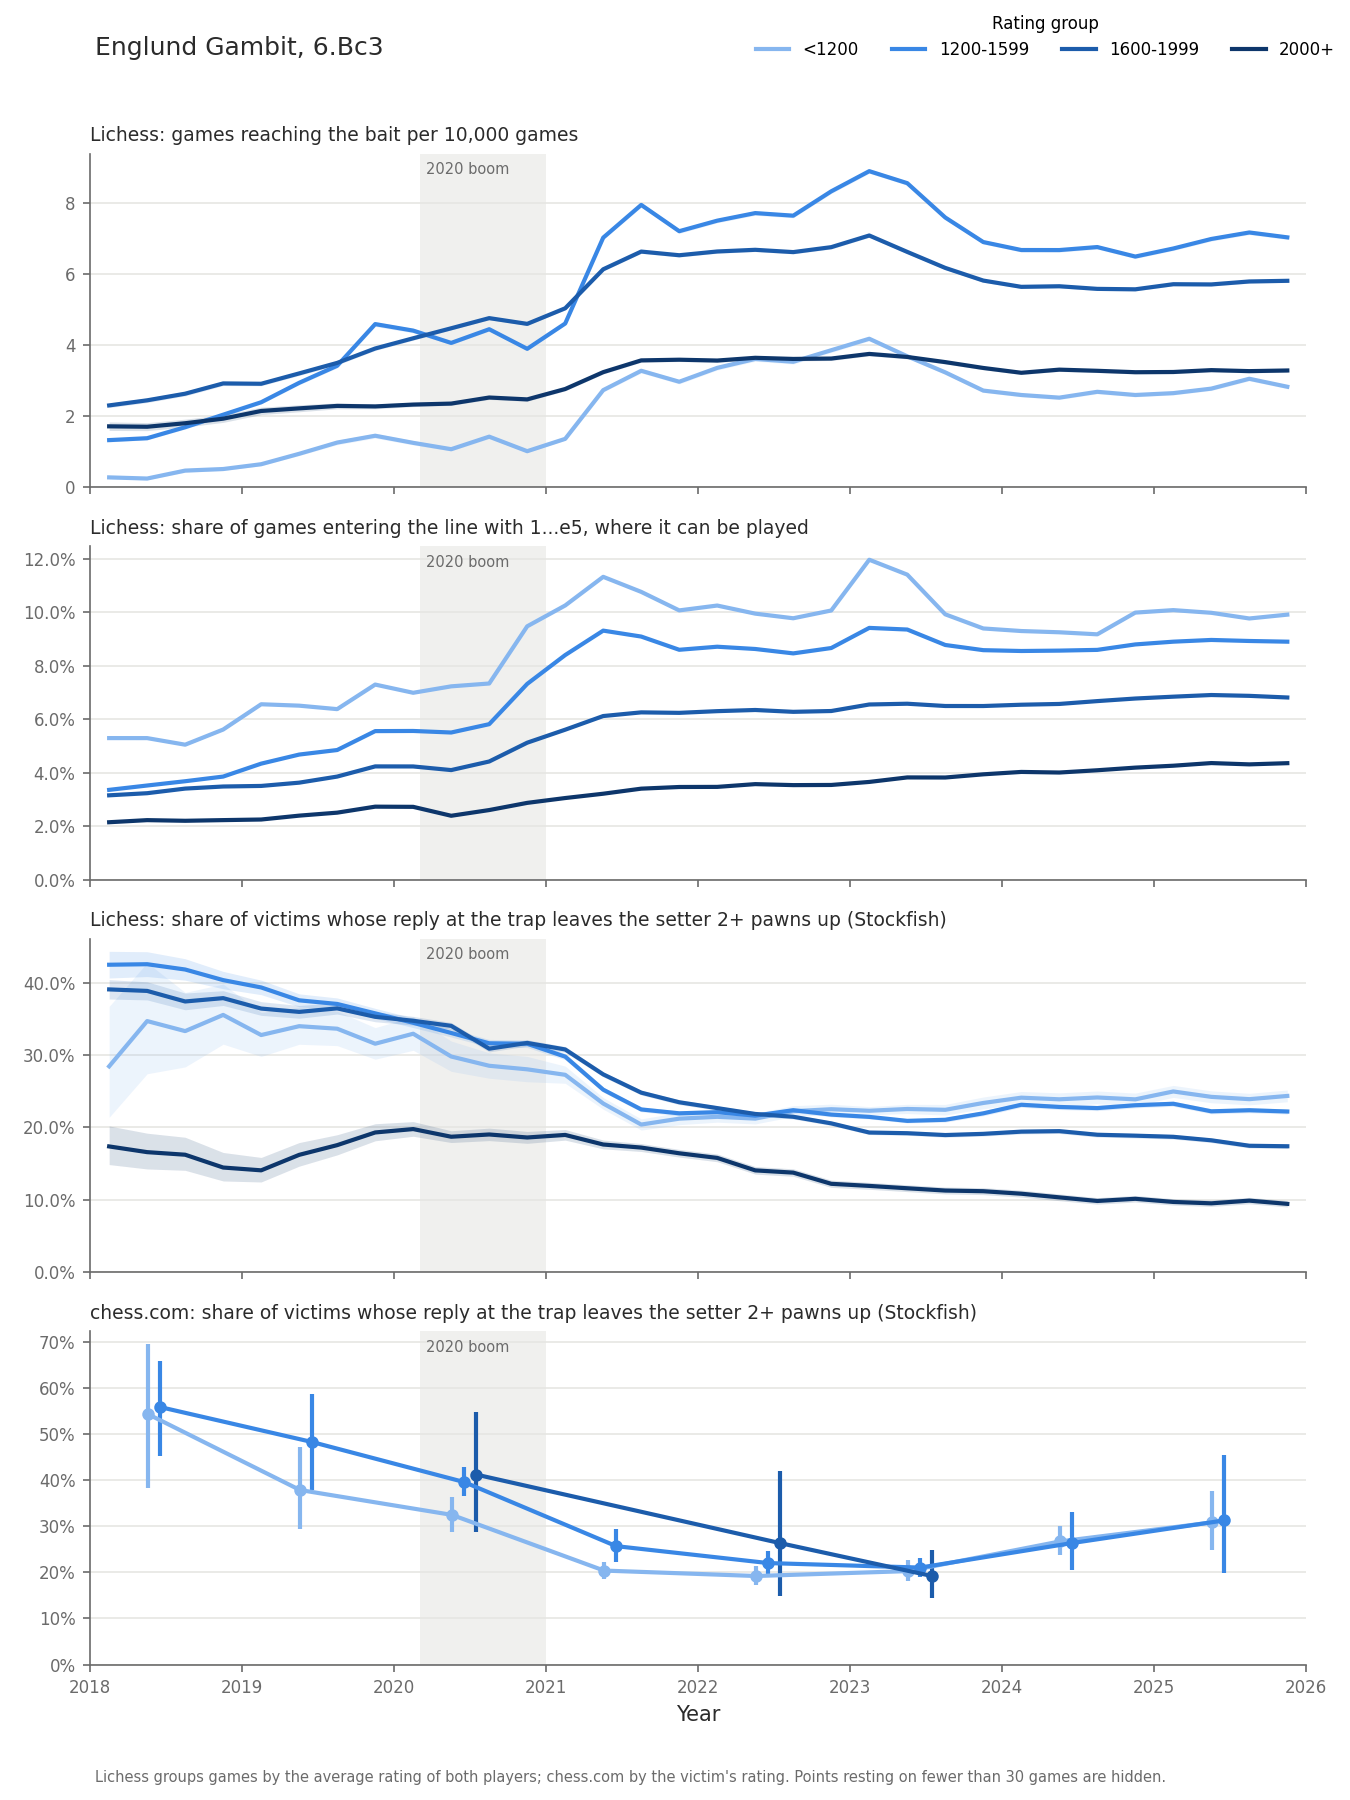 Englund Gambit, 6.Bc3
Rating group
<1200 1200-1599 1600-1999 2000+
Lichess: games reaching the bait per 10,000 games
2020 boom
8
6
4
2
0
Lichess: share of games entering the line with 1...e5, where it can be played
2020 boom
12.0%
10.0%
8.0%
6.0%
4.0%
2.0%
0.0%
Lichess: share of victims whose reply at the trap leaves the setter 2+ pawns up (Stockfish)
2020 boom
40.0%
30.0%
20.0%
10.0%
0.0%
chess.com: share of victims whose reply at the trap leaves the setter 2+ pawns up (Stockfish)
2020 boom
70%
60%
50%
40%
30%
20%
10%
0%
2018 2019 2020 2021 2022 2023 2024 2025 2026
Year
Lichess groups games by the average rating of both players; chess.com by the victim's rating. Points resting on fewer than 30 games are hidden.